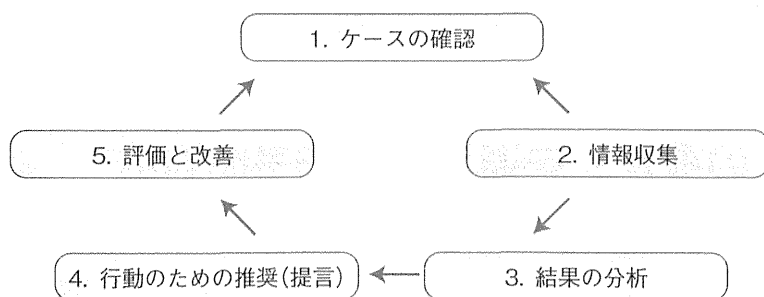 1. ケースの確認
5. 評価と改善
2. 情報収集
4. 行動のための推奨(提言)
3. 結果の分析